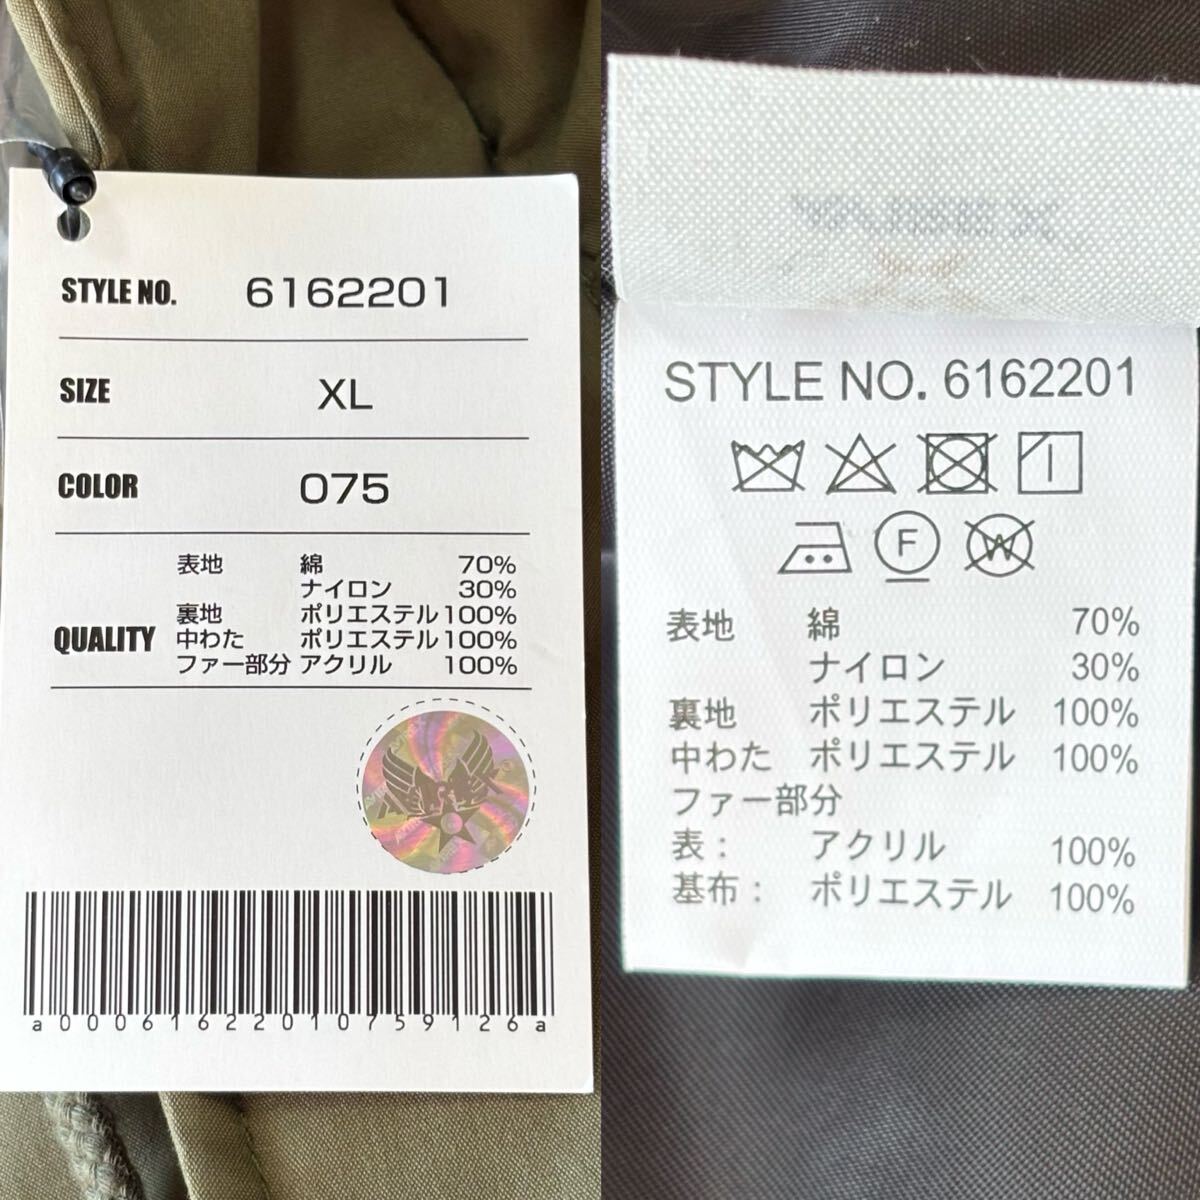 STYLE NO. 6162201
SIZE XL
COLOR 075
QUALITY
表地 綿 70%
ナイロン 30%
裏地 ポリエステル 100%
中わた ポリエステル 100%
ファー部分 アクリル 100%
a00061622010759126a
STYLE NO. 6162201
F
W
表地 綿 70%
ナイロン 30%
裏地 ポリエステル 100%
中わた ポリエステル 100%
ファー部分
表: アクリル 100%
基布: ポリエステル 100%